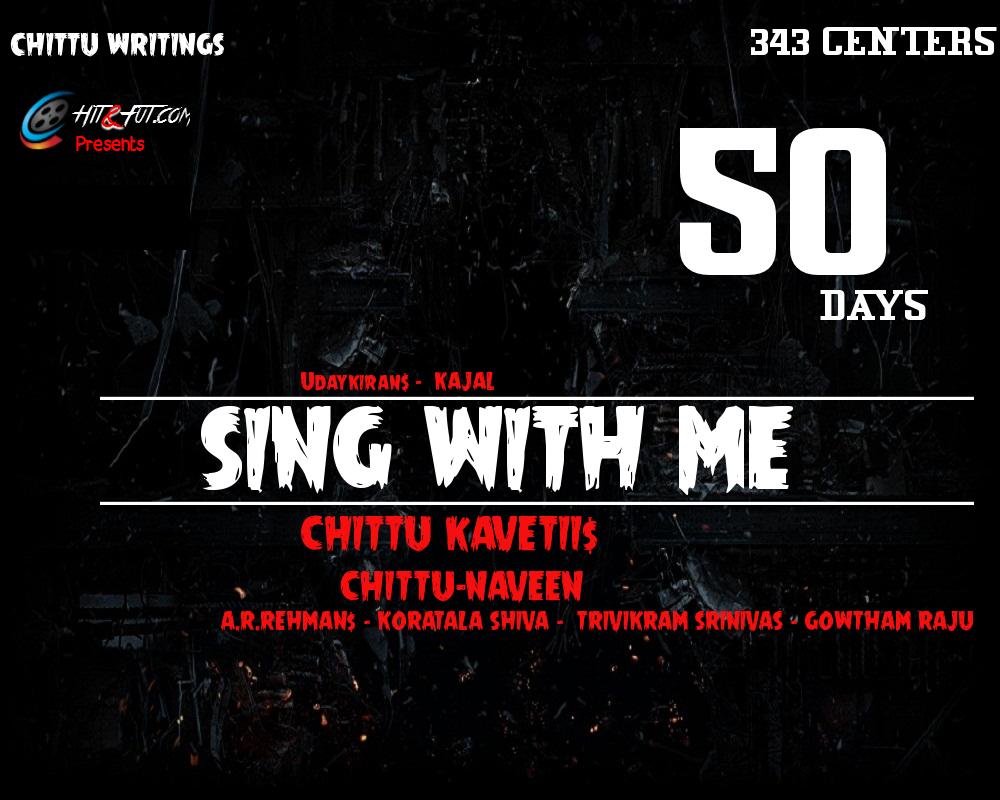 CHITTU WRITINGS
343 CENTERS
HIT&FUT.COM
Presents
50
DAYS
UDAYKIRAN$ - KAJAL
SING WITH ME
CHITTU KAVETII$
CHITTU-NAVEEN
A.R.REHMAN$ - KORATALA SHIVA - TRIVIKRAM SRINIVAS - GOWTHAM RAJU